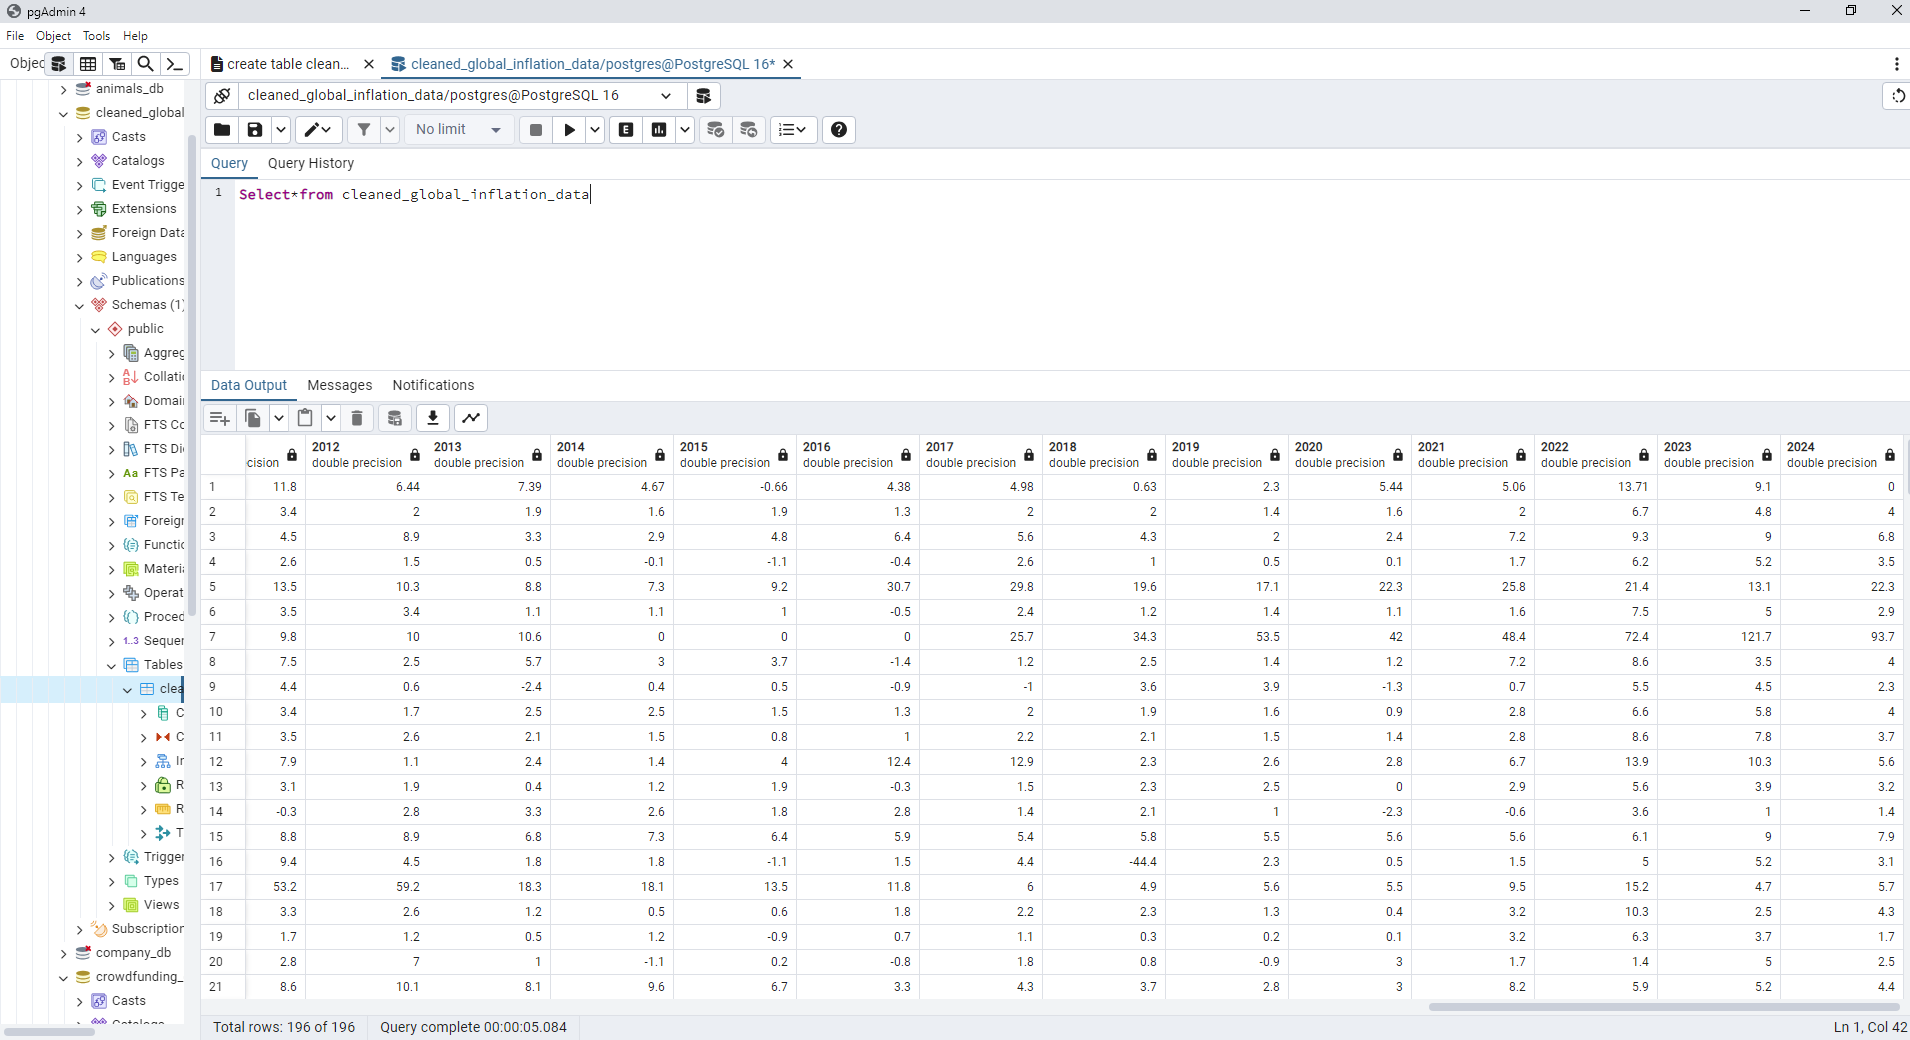 pgAdmin 4
File Object Tools Help
Objec
create table clean... cleaned_global_inflation_data/postgres@PostgreSQL 16*
cleaned_global_inflation_data/postgres@PostgreSQL 16
No limit
Query Query History
1 Select*from cleaned_global_inflation_data
animals_db
cleaned_global
Casts
Catalogs
Event Trigge
Extensions
Foreign Data
Languages
Publications
Schemas (1)
public
Aggreg
Collatio
Domai
FTS Co
FTS Di
FTS Pa
FTS Te
Foreigr
Functio
Materia
Operat
Proced
1..3 Sequer
Tables
clea
C
C
Ir
R
R
T
Trigger
Types
Views
Subscription
company_db
crowdfunding_
Casts
Catalogs
Data Output Messages Notifications
cision 2012 double precision 2013 double precision 2014 double precision 2015 double precision 2016 double precision 2017 double precision 2018 double precision 2019 double precision 2020 double precision 2021 double precision 2022 double precision 2023 double precision 2024 double precision
1 11.8 6.44 7.39 4.67 -0.66 4.38 4.98 0.63 2.3 5.44 5.06 13.71 9.1 0
2 3.4 2 1.9 1.6 1.9 1.3 2 2 1.4 1.6 2 6.7 4.8 4
3 4.5 8.9 3.3 2.9 4.8 6.4 5.6 4.3 2 2.4 7.2 9.3 9 6.8
4 2.6 1.5 0.5 -0.1 -1.1 -0.4 2.6 1 0.5 0.1 1.7 6.2 5.2 3.5
5 13.5 10.3 8.8 7.3 9.2 30.7 29.8 19.6 17.1 22.3 25.8 21.4 13.1 22.3
6 3.5 3.4 1.1 1.1 1 -0.5 2.4 1.2 1.4 1.1 1.6 7.5 5 2.9
7 9.8 10 10.6 0 0 0 25.7 34.3 53.5 42 48.4 72.4 121.7 93.7
8 7.5 2.5 5.7 3 3.7 -1.4 1.2 2.5 1.4 1.2 7.2 8.6 3.5 4
9 4.4 0.6 -2.4 0.4 0.5 -0.9 -1 3.6 3.9 -1.3 0.7 5.5 4.5 2.3
10 3.4 1.7 2.5 2.5 1.5 1.3 2 1.9 1.6 0.9 2.8 6.6 5.8 4
11 3.5 2.6 2.1 1.5 0.8 1 2.2 2.1 1.5 1.4 2.8 8.6 7.8 3.7
12 7.9 1.1 2.4 1.4 4 12.4 12.9 2.3 2.6 2.8 6.7 13.9 10.3 5.6
13 3.1 1.9 0.4 1.2 1.9 -0.3 1.5 2.3 2.5 0 2.9 5.6 3.9 3.2
14 -0.3 2.8 3.3 2.6 1.8 2.8 1.4 2.1 1 -2.3 -0.6 3.6 1 1.4
15 8.8 8.9 6.8 7.3 6.4 5.9 5.4 5.8 5.5 5.6 5.6 6.1 9 7.9
16 9.4 4.5 1.8 1.8 -1.1 1.5 4.4 -44.4 2.3 0.5 1.5 5 5.2 3.1
17 53.2 59.2 18.3 18.1 13.5 11.8 6 4.9 5.6 5.5 9.5 15.2 4.7 5.7
18 3.3 2.6 1.2 0.5 0.6 1.8 2.2 2.3 1.3 0.4 3.2 10.3 2.5 4.3
19 1.7 1.2 0.5 1.2 -0.9 0.7 1.1 0.3 0.2 0.1 3.2 6.3 3.7 1.7
20 2.8 7 1 -1.1 0.2 -0.8 1.8 0.8 -0.9 3 1.7 1.4 5 2.5
21 8.6 10.1 8.1 9.6 6.7 3.3 4.3 3.7 2.8 3 8.2 5.9 5.2 4.4
Total rows: 196 of 196 Query complete 00:00:05.084 Ln 1, Col 42